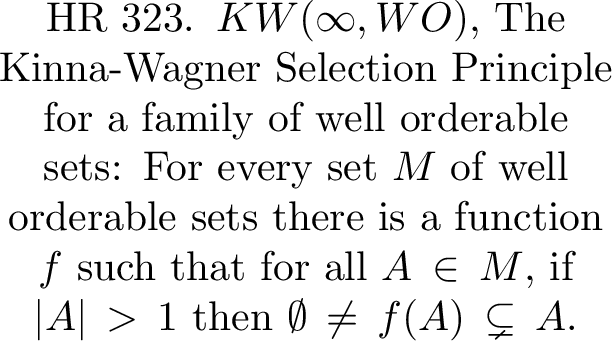 HR 323. KW(∞, WO), The
Kinna-Wagner Selection Principle
for a family of well orderable
sets: For every set M of well
orderable sets there is a function
f such that for all A ∈ M, if
|A| > 1 then ∅ ≠ f(A) ⊊ A.